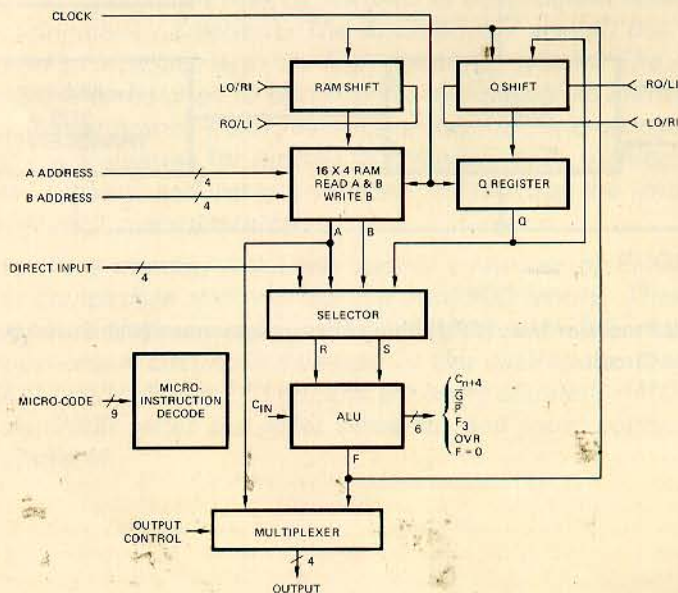 CLOCK
LO/RI
RAM SHIFT
Q SHIFT
RO/LI
RO/LI
LO/RI
A ADDRESS
4
B ADDRESS
4
16 X 4 RAM
READ A & B
WRITE B
Q REGISTER
A
B
Q
DIRECT INPUT
4
SELECTOR
R
S
MICRO-CODE
9
MICRO
INSTRUCTION
DECODE
CIN
ALU
6
Cn+4
G̅
P̅
F3
OVR
F = 0
F
OUTPUT
CONTROL
MULTIPLEXER
4
OUTPUT